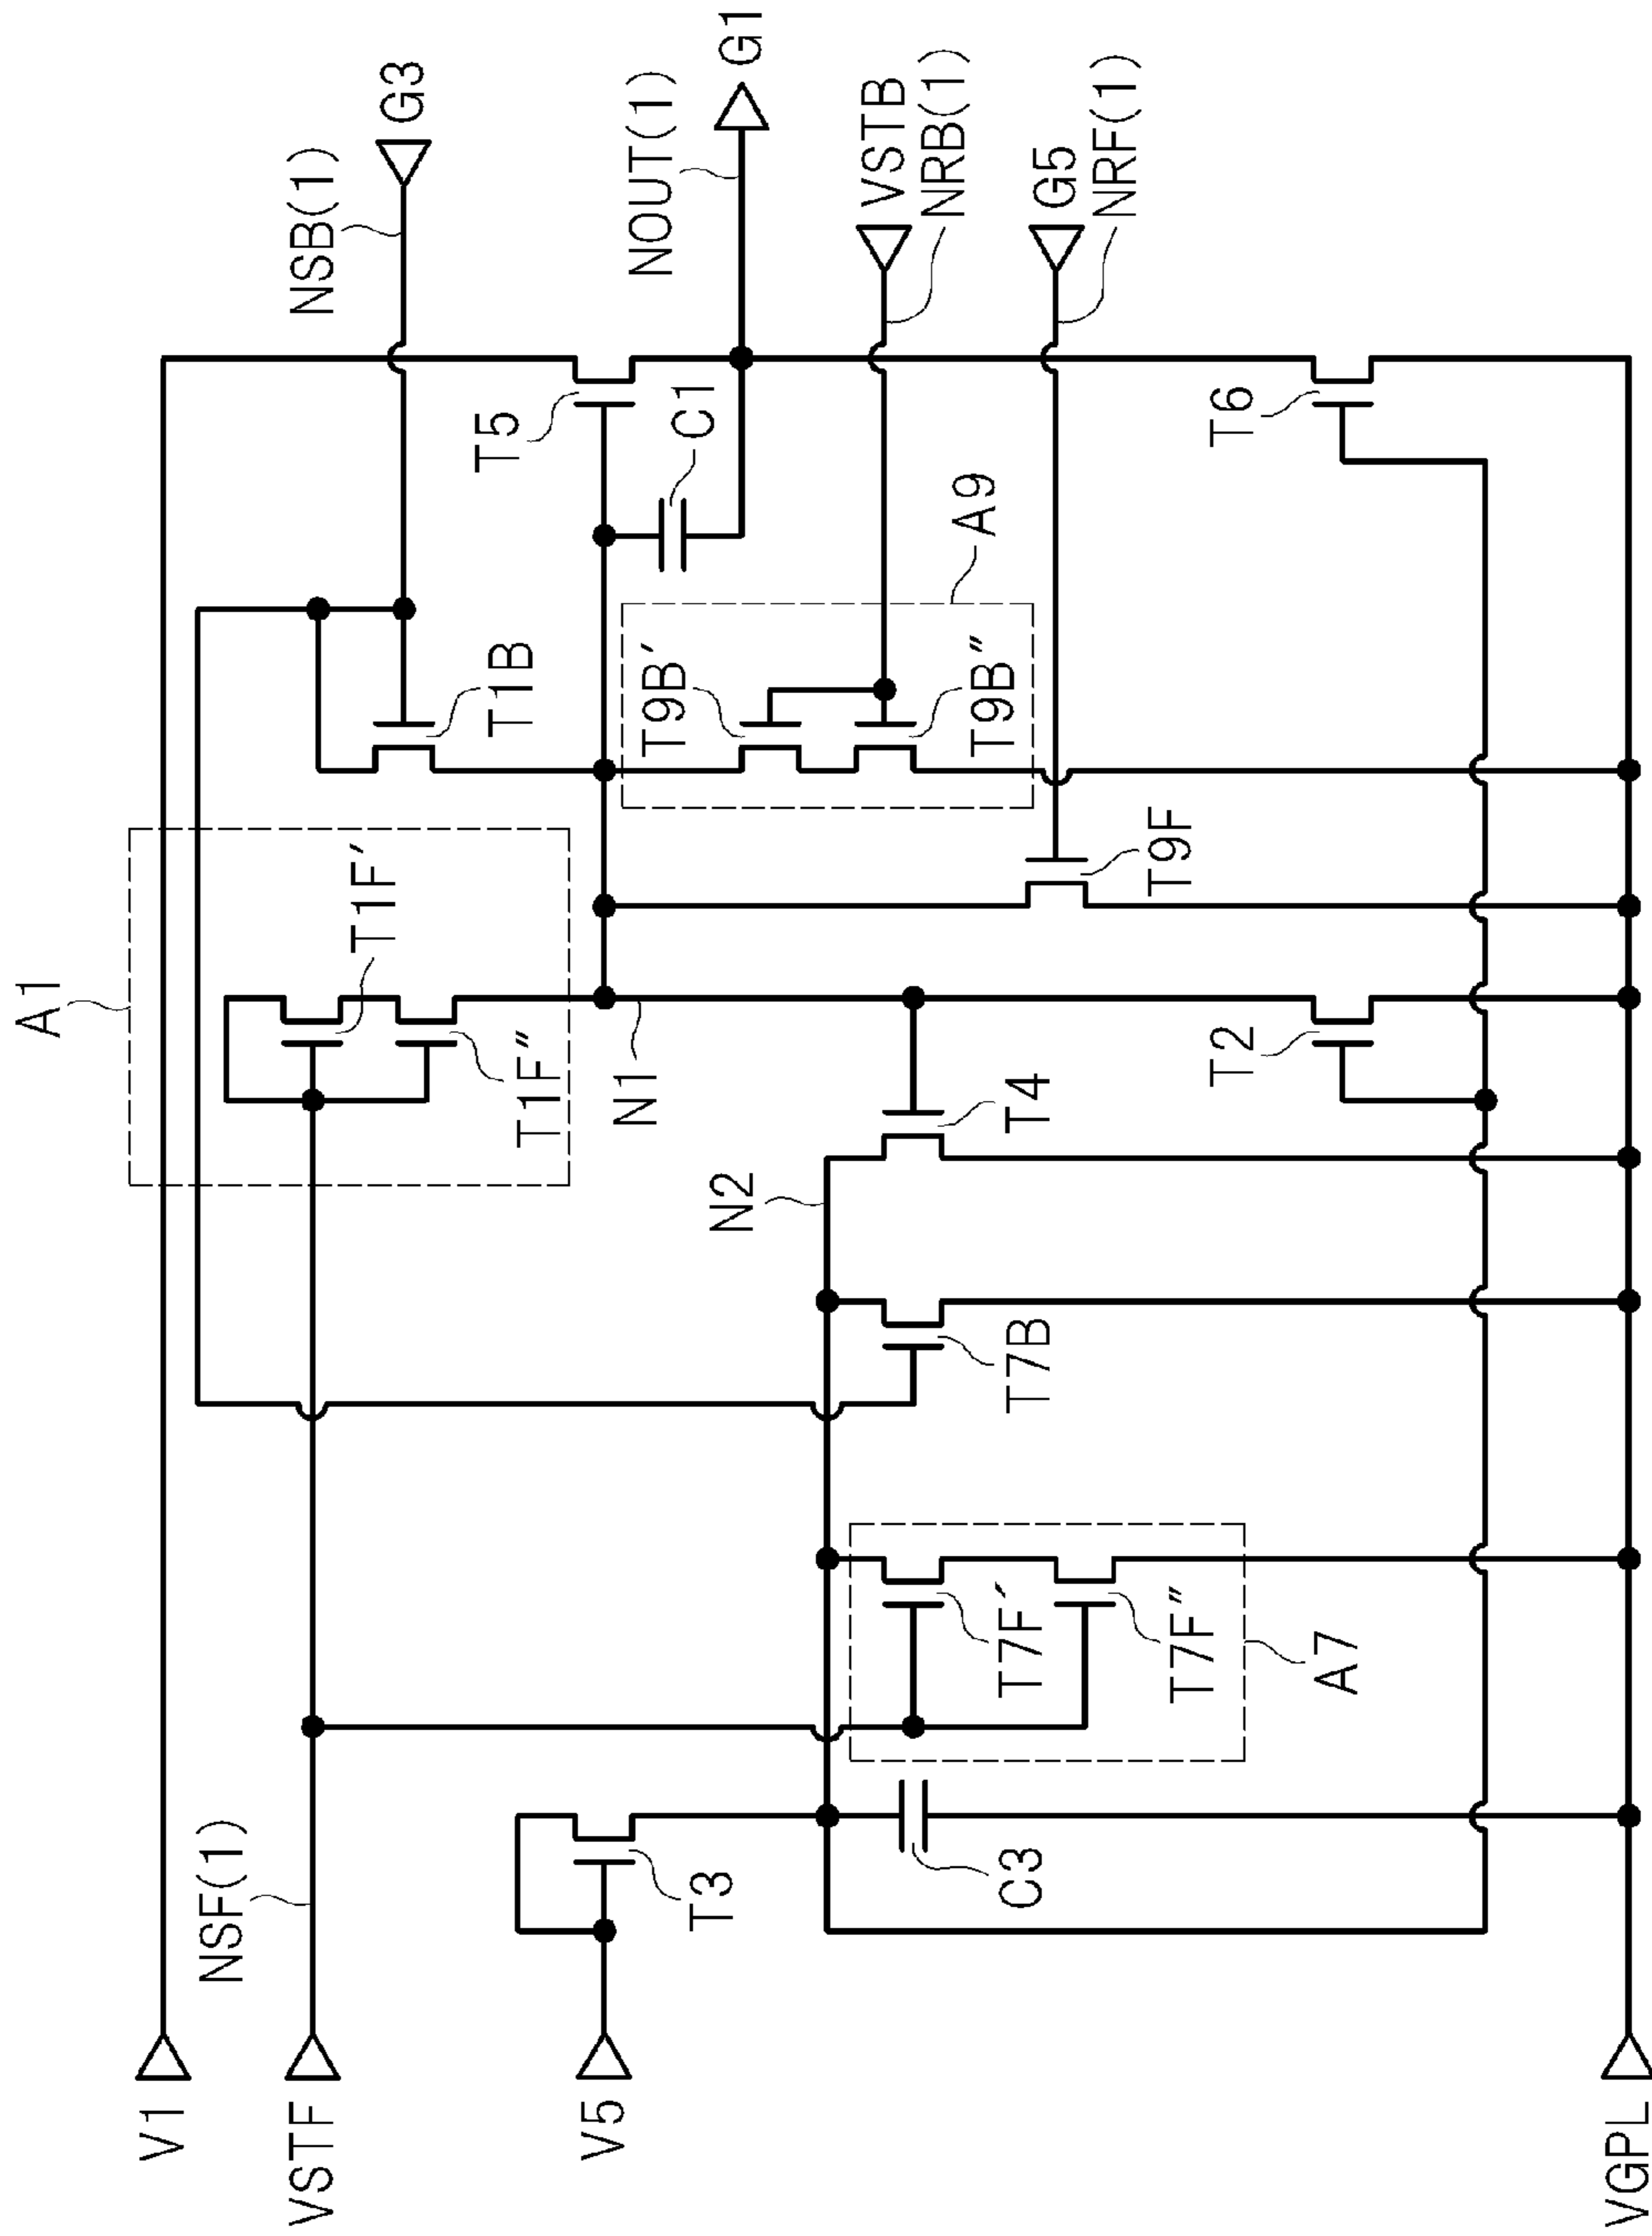 A1
V1
VSTF
NSF(1)
V5
VGPL
T1F′
T1F″
N1
NSB(1)
G3
T1B
T5
C1
NOUT(1)
G1
T9B′
T9B″
A9
VSTB
NRB(1)
G5
NRF(1)
T9F
T6
T2
T4
N2
T7B
T7F′
T7F″
A7
T3
C3